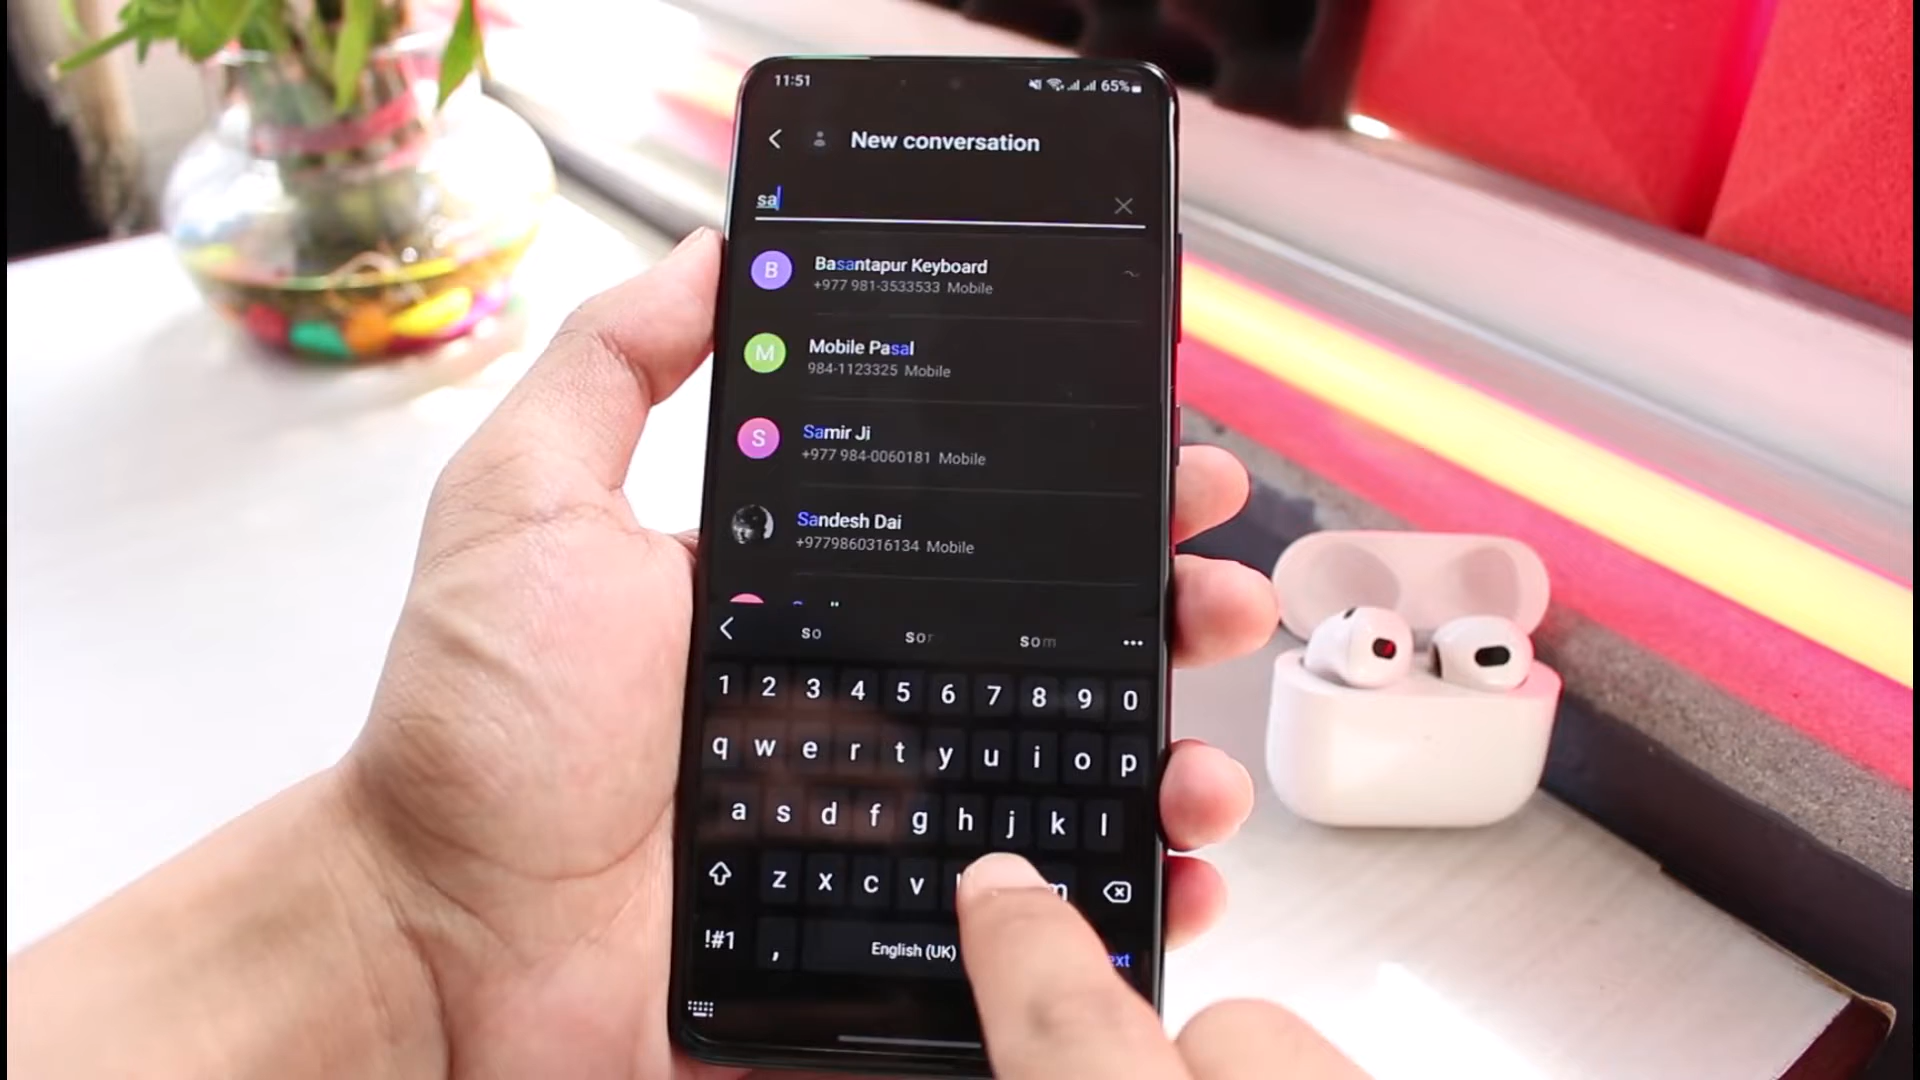 11:51
65%
New conversation
sa
B
Basantapur Keyboard
+977 981-3533533 Mobile
M
Mobile Pasal
984-1123325 Mobile
S
Samir Ji
+977 984-0060181 Mobile
Sandesh Dai
+9779860316134 Mobile
so sor som
1 2 3 4 5 6 7 8 9 0
q w e r t y u i o p
a s d f g h j k l
z x c v m
!#1 , English (UK) ext